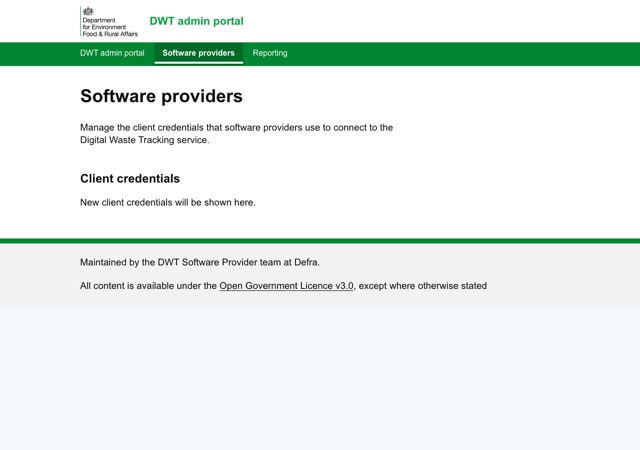 Department
for Environment
Food & Rural Affairs
DWT admin portal
DWT admin portal
Software providers
Reporting
Software providers
Manage the client credentials that software providers use to connect to the
Digital Waste Tracking service.
Client credentials
New client credentials will be shown here.
Maintained by the DWT Software Provider team at Defra.
All content is available under the Open Government Licence v3.0, except where otherwise stated